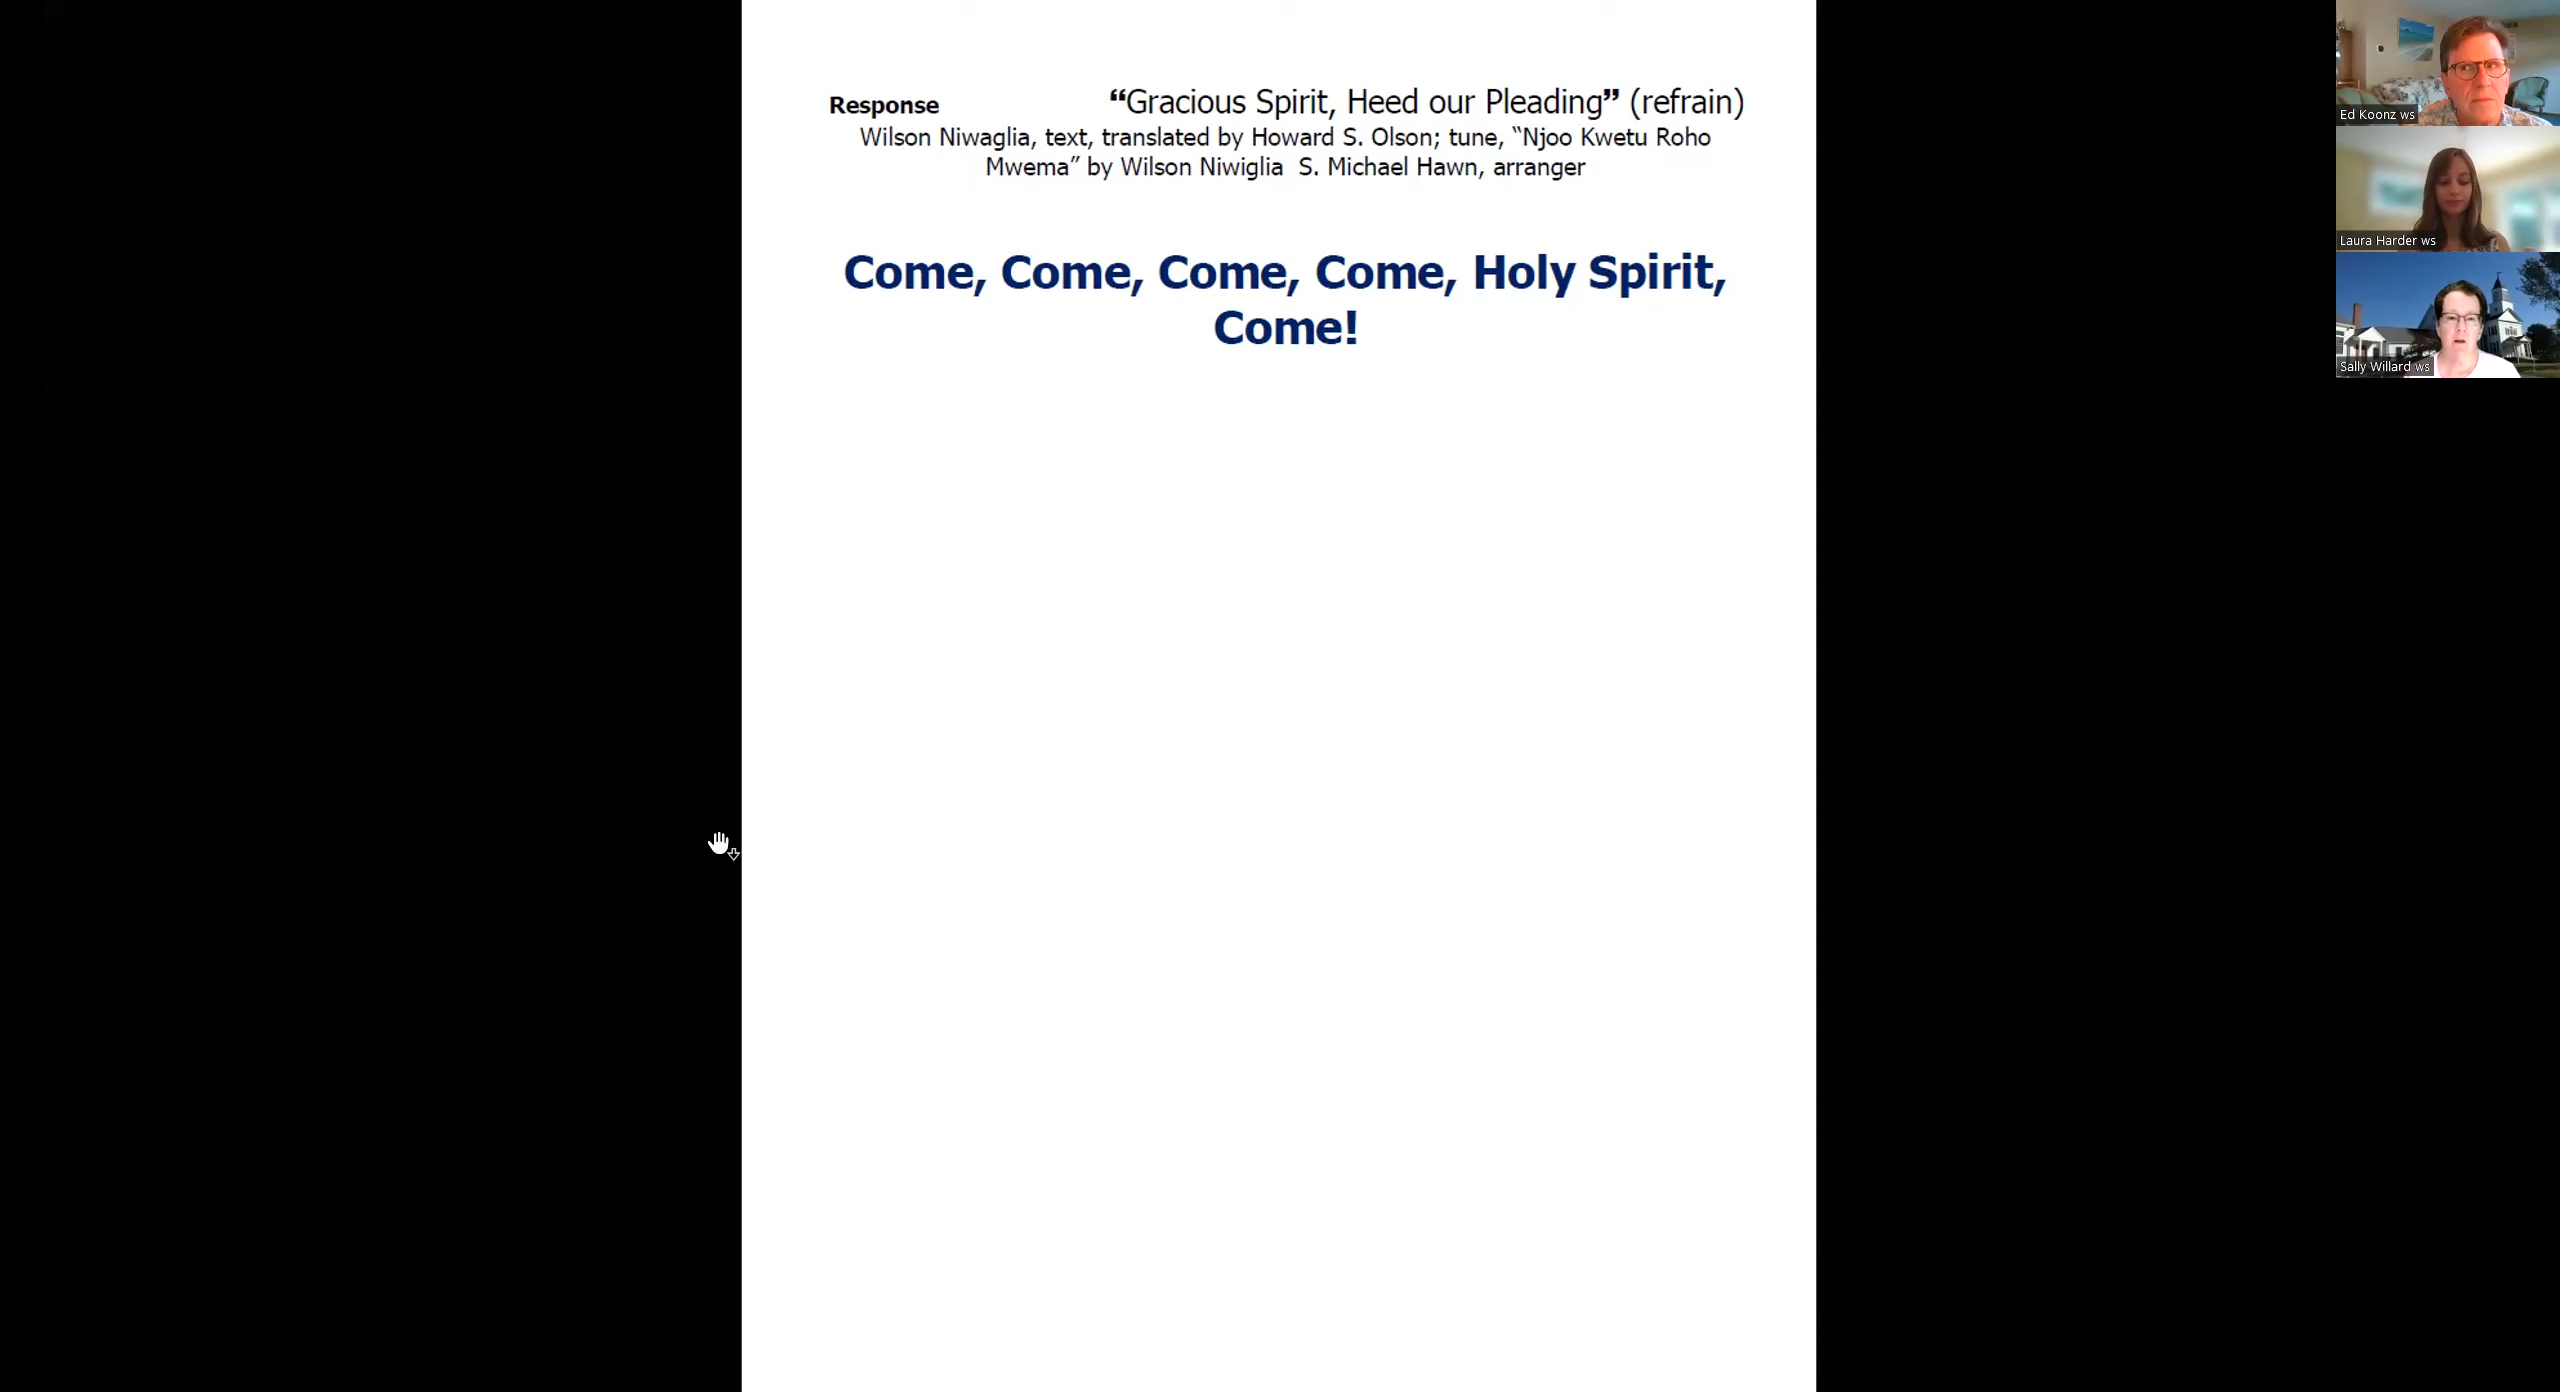 Response “Gracious Spirit, Heed our Pleading” (refrain)
Wilson Niwaglia, text, translated by Howard S. Olson; tune, “Njoo Kwetu Roho
Mwema” by Wilson Niwiglia  S. Michael Hawn, arranger
Come, Come, Come, Come, Holy Spirit,
Come!
Ed Koonz ws
Laura Harder ws
Sally Willard ws